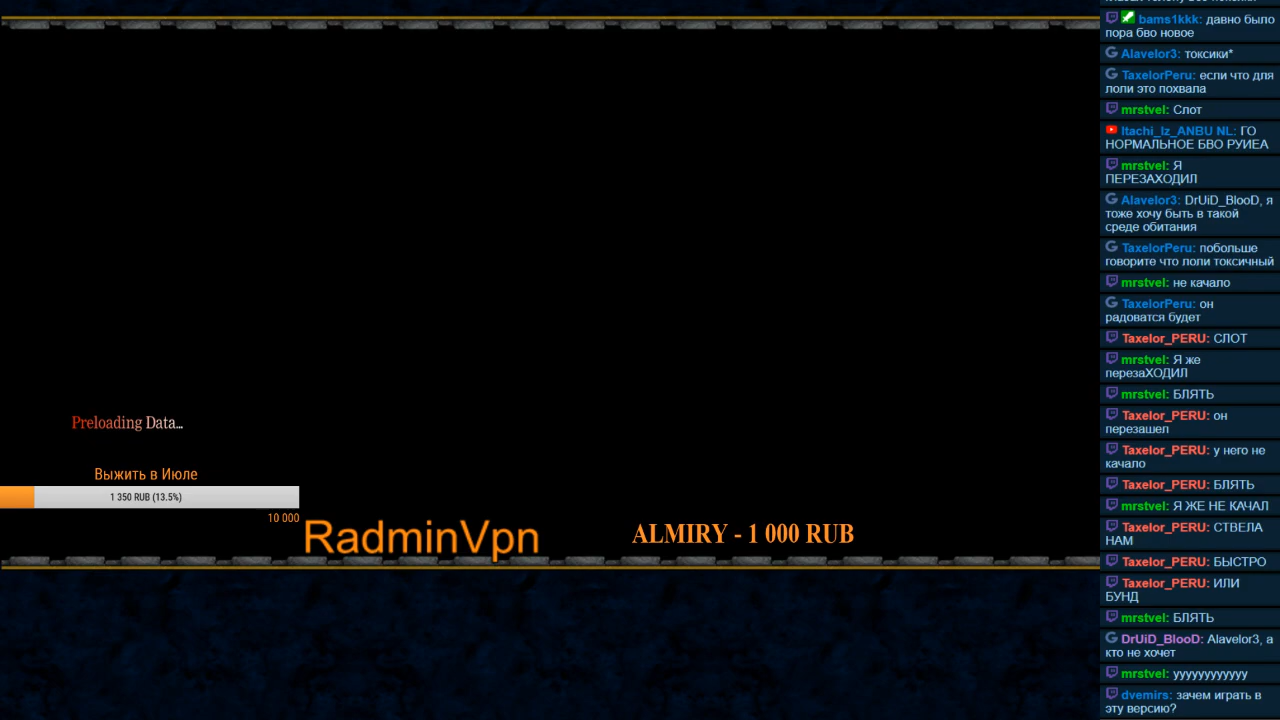 Preloading Data...
Выжить в Июле
1 350 RUB (13.5%)
10 000
RadminVpn
ALMIRY - 1 000 RUB
bams1kkk: давно было
пора бво новое
Alavelor3: токсики*
TaxelorPeru: если что для
лоли это похвала
mrstvel: Слот
Itachi_Iz_ANBU NL: ГО
НОРМАЛЬНОЕ БВО РУИЕА
mrstvel: Я
ПЕРЕЗАХОДИЛ
Alavelor3: DrUiD_BlooD, я
тоже хочу быть в такой
среде обитания
TaxelorPeru: побольше
говорите что лоли токсичный
mrstvel: не качало
TaxelorPeru: он
радоватся будет
Taxelor_PERU: СЛОТ
mrstvel: Я же
перезаХОДИЛ
mrstvel: БЛЯТЬ
Taxelor_PERU: он
перезашел
Taxelor_PERU: у него не
качало
Taxelor_PERU: БЛЯТЬ
mrstvel: Я ЖЕ НЕ КАЧАЛ
Taxelor_PERU: СТВЕЛА
НАМ
Taxelor_PERU: БЫСТРО
Taxelor_PERU: ИЛИ
БУНД
mrstvel: БЛЯТЬ
DrUiD_BlooD: Alavelor3, а
кто не хочет
mrstvel: уууууууууууу
dvemirs: зачем играть в
эту версию?